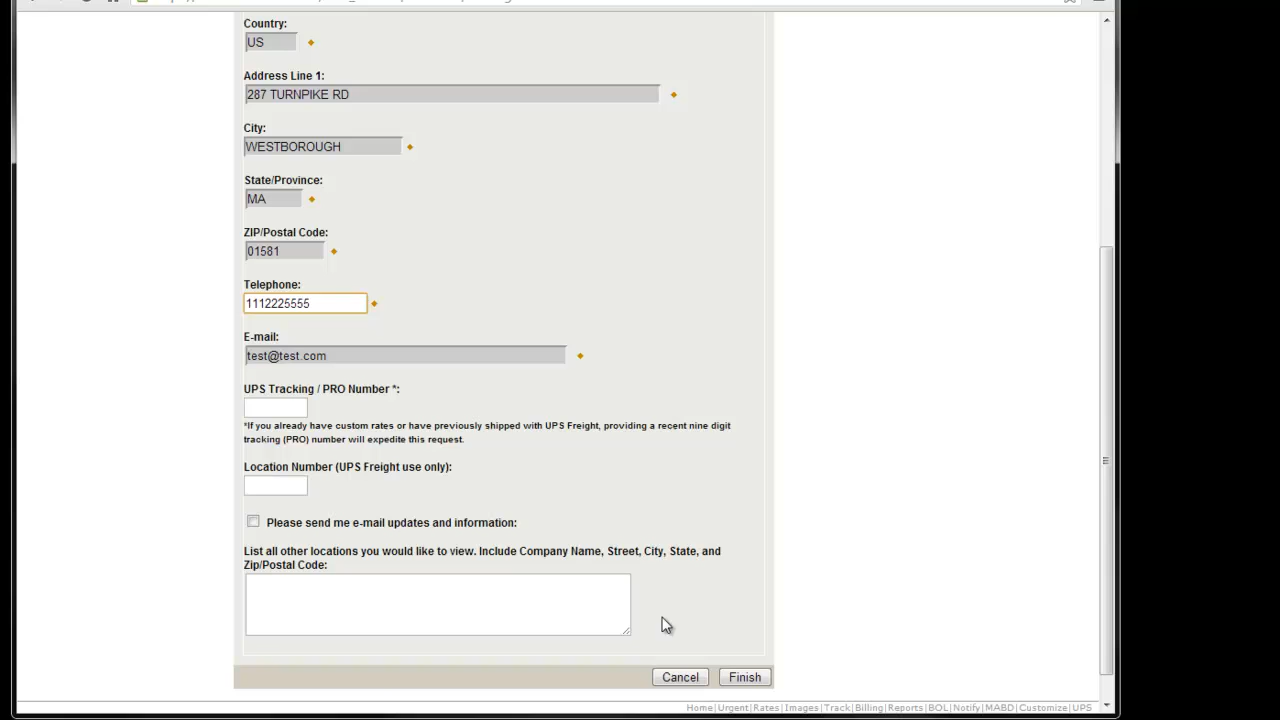 Country:
US
Address Line 1:
287 TURNPIKE RD
City:
WESTBOROUGH
State/Province:
MA
ZIP/Postal Code:
01581
Telephone:
1112225555
E-mail:
test@test.com
UPS Tracking / PRO Number *:
*If you already have custom rates or have previously shipped with UPS Freight, providing a recent nine digit
tracking (PRO) number will expedite this request.
Location Number (UPS Freight use only):
Please send me e-mail updates and information:
List all other locations you would like to view. Include Company Name, Street, City, State, and
Zip/Postal Code:
Cancel Finish
Home|Urgent|Rates|Images|Track|Billing|Reports|BOL|Notify|MABD|Customize|UPS